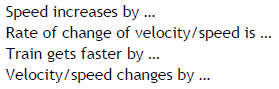 Speed increases by ...
Rate of change of velocity/speed is ...
Train gets faster by ...
Velocity/speed changes by ...